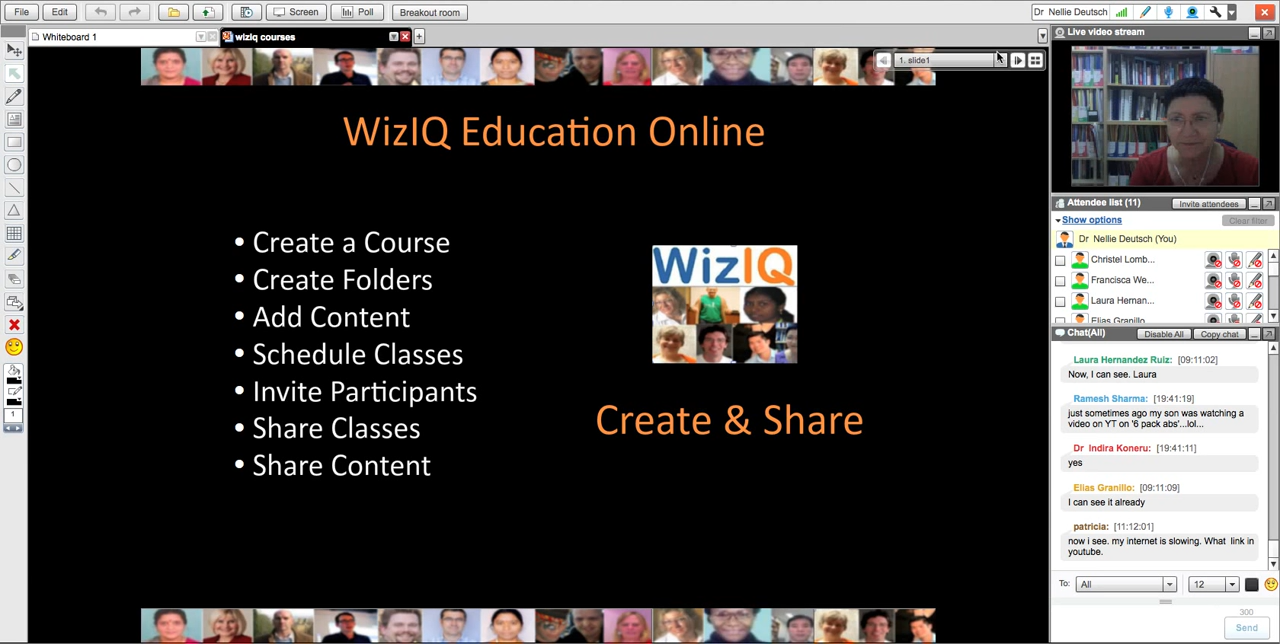 File Edit Screen Poll Breakout room Dr Nellie Deutsch
Whiteboard 1 wiziq courses
1. slide1
WizIQ Education Online
• Create a Course
• Create Folders
• Add Content
• Schedule Classes
• Invite Participants
• Share Classes
• Share Content
WizIQ
Create & Share
1
Live video stream
Attendee list (11) Invite attendees
Show options Clear filter
Dr Nellie Deutsch (You)
Christel Lomb...
Francisca We...
Laura Hernan...
Elias Granillo
Chat(All) Disable All Copy chat
Laura Hernandez Ruiz: [09:11:02]
Now, I can see. Laura
Ramesh Sharma: [19:41:19]
just sometimes ago my son was watching a
video on YT on '6 pack abs'...lol...
Dr Indira Koneru: [19:41:11]
yes
Elias Granillo: [09:11:09]
I can see it already
patricia: [11:12:01]
now i see. my internet is slowing. What link in
youtube.
To: All 12
300
Send